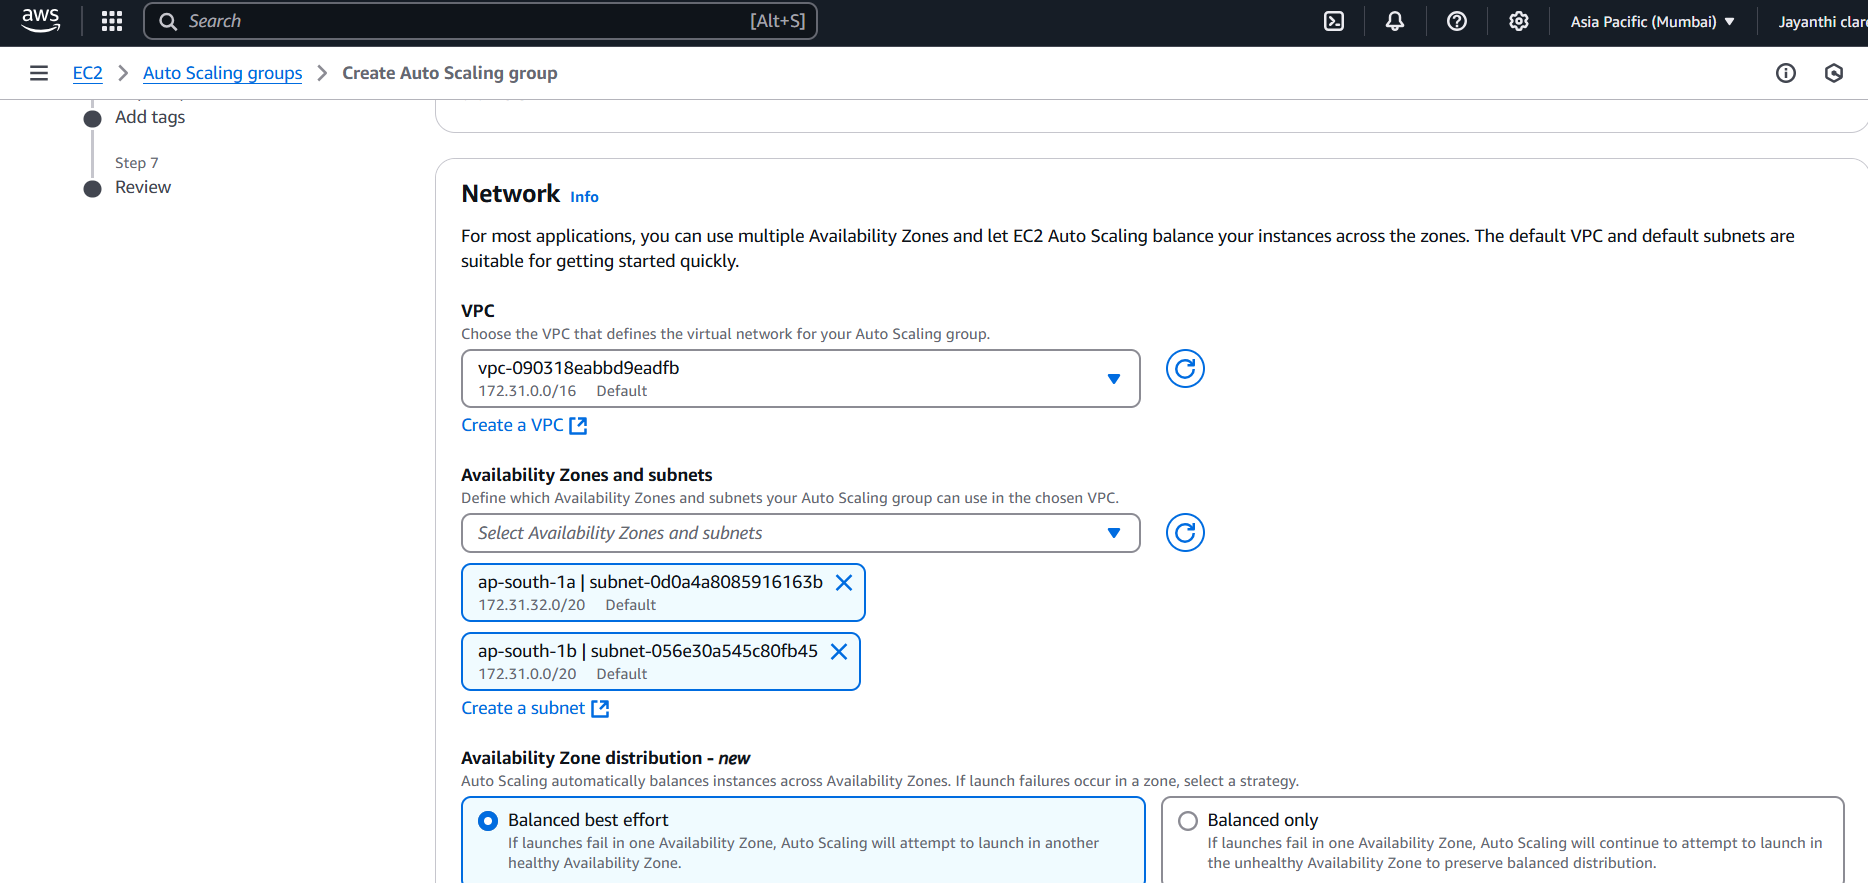 aws
Search
[Alt+S]
Asia Pacific (Mumbai)
Jayanthi clar
EC2
Auto Scaling groups
Create Auto Scaling group
Add tags
Step 7
Review
Network Info
For most applications, you can use multiple Availability Zones and let EC2 Auto Scaling balance your instances across the zones. The default VPC and default subnets are
suitable for getting started quickly.
VPC
Choose the VPC that defines the virtual network for your Auto Scaling group.
vpc-090318eabbd9eadfb
172.31.0.0/16 Default
Create a VPC
Availability Zones and subnets
Define which Availability Zones and subnets your Auto Scaling group can use in the chosen VPC.
Select Availability Zones and subnets
ap-south-1a | subnet-0d0a4a8085916163b
172.31.32.0/20 Default
ap-south-1b | subnet-056e30a545c80fb45
172.31.0.0/20 Default
Create a subnet
Availability Zone distribution - new
Auto Scaling automatically balances instances across Availability Zones. If launch failures occur in a zone, select a strategy.
Balanced best effort
If launches fail in one Availability Zone, Auto Scaling will attempt to launch in another
healthy Availability Zone.
Balanced only
If launches fail in one Availability Zone, Auto Scaling will continue to attempt to launch in
the unhealthy Availability Zone to preserve balanced distribution.